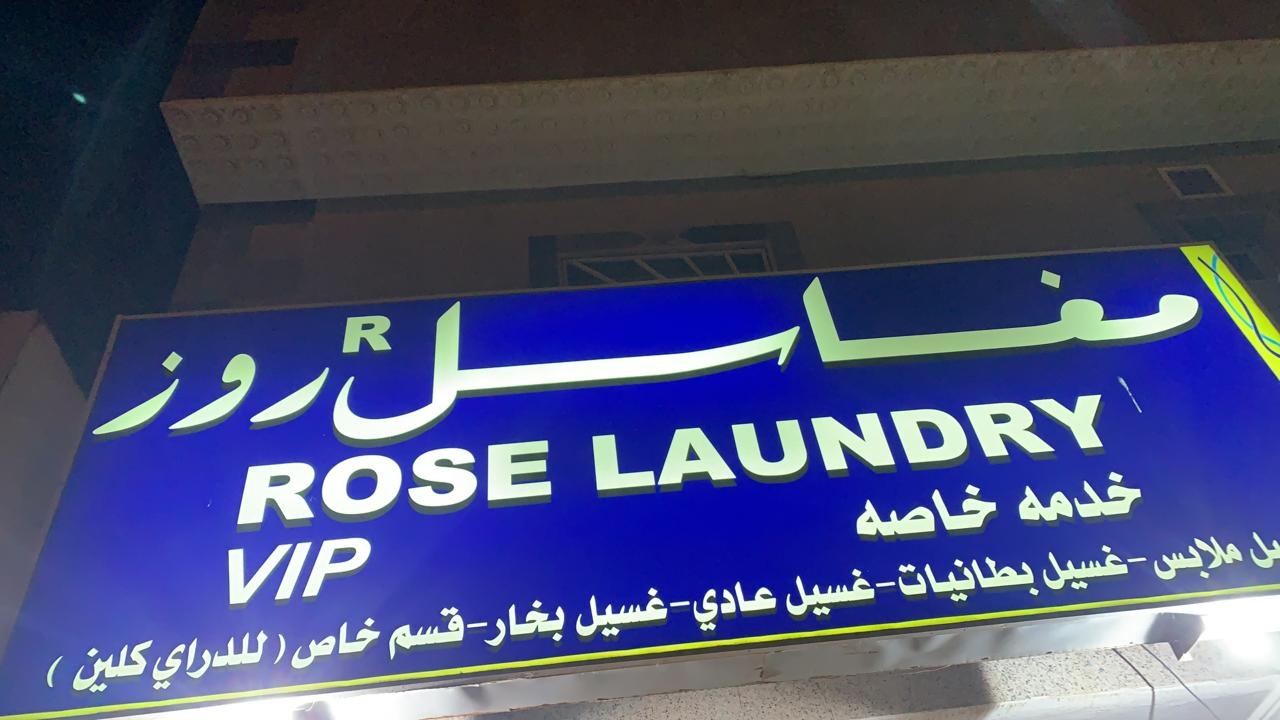 مغاسل روز
R
ROSE LAUNDRY
خدمه خاصه
VIP
ملابس-غسيل بطانيات-غسيل عادي-غسيل بخار-قسم خاص (للدراي كلين)